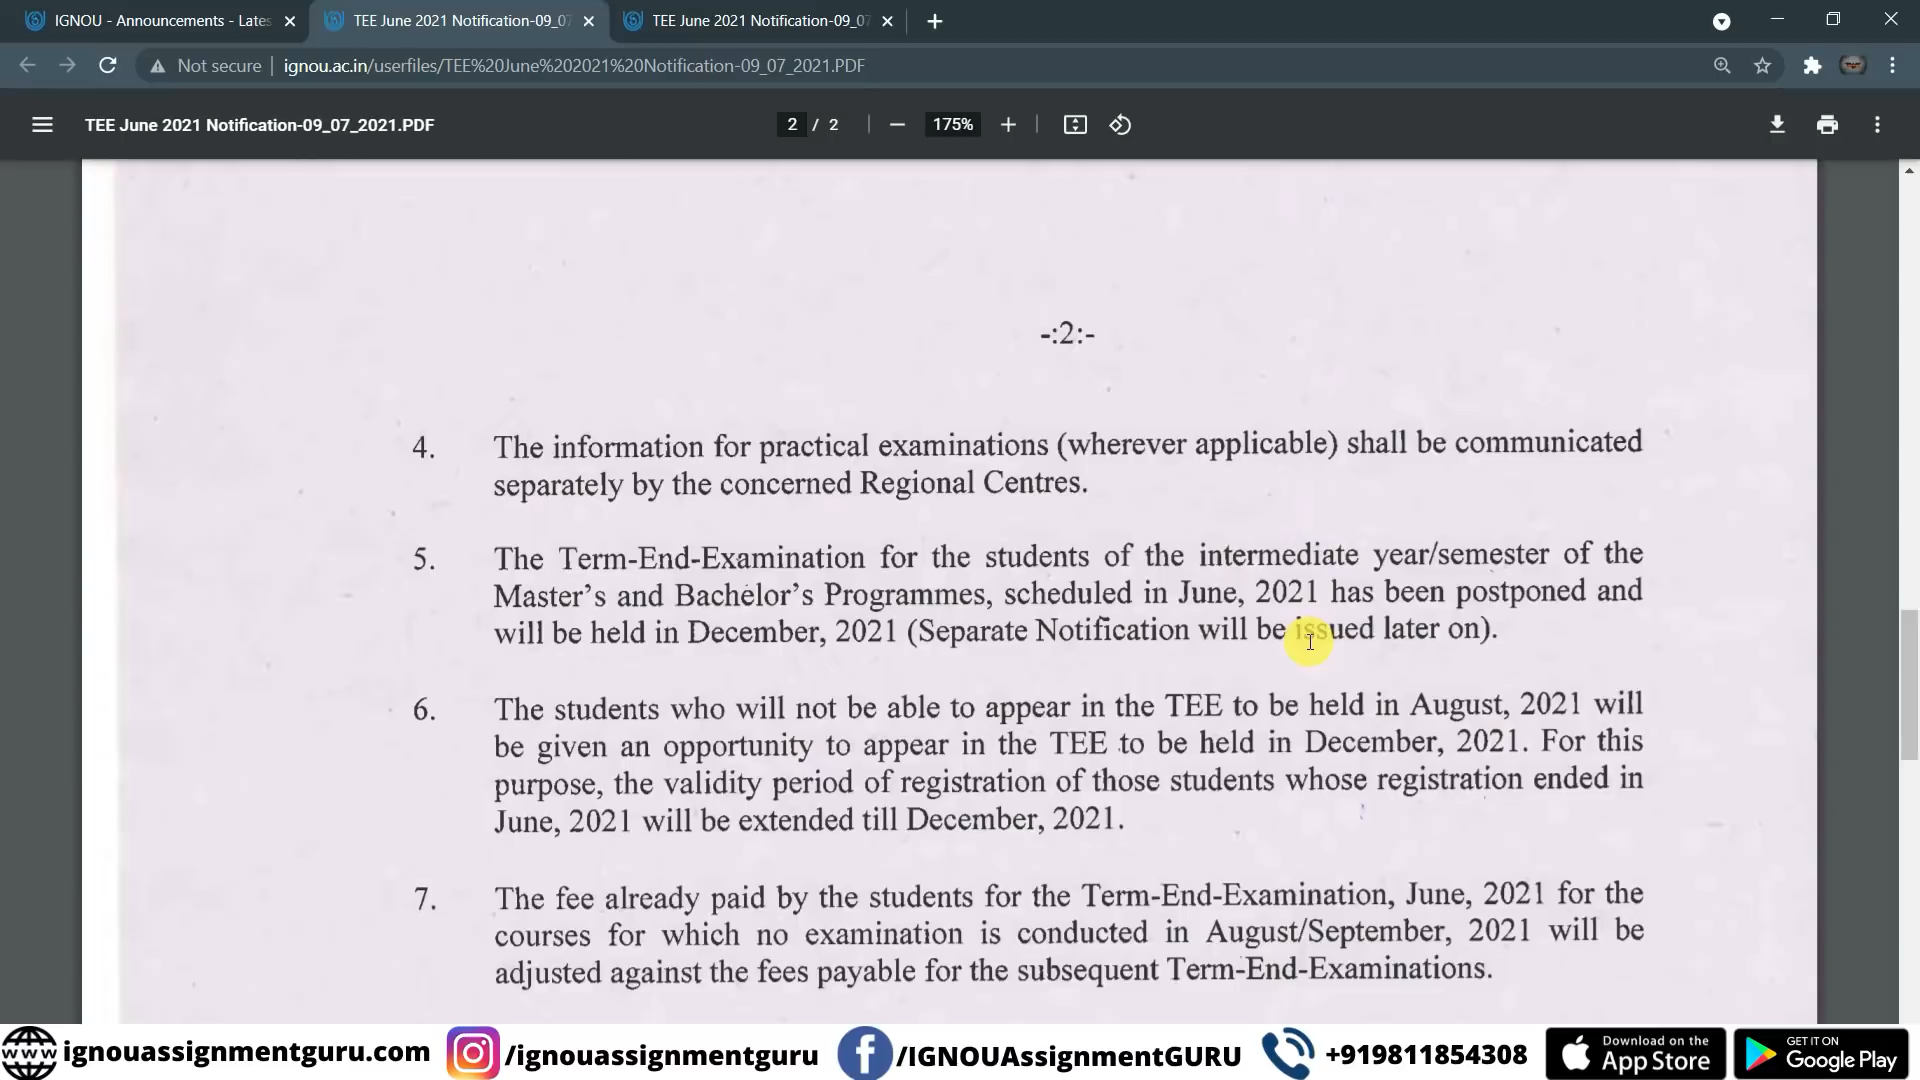 IGNOU - Announcements - Lates
TEE June 2021 Notification-09_07
TEE June 2021 Notification-09_07
Not secure
ignou.ac.in/userfiles/TEE%20June%202021%20Notification-09_07_2021.PDF
TEE June 2021 Notification-09_07_2021.PDF
2 / 2
175%
-:2:-
4. The information for practical examinations (wherever applicable) shall be communicated
separately by the concerned Regional Centres.
5. The Term-End-Examination for the students of the intermediate year/semester of the
Master's and Bachelor's Programmes, scheduled in June, 2021 has been postponed and
will be held in December, 2021 (Separate Notification will be issued later on).
6. The students who will not be able to appear in the TEE to be held in August, 2021 will
be given an opportunity to appear in the TEE to be held in December, 2021. For this
purpose, the validity period of registration of those students whose registration ended in
June, 2021 will be extended till December, 2021.
7. The fee already paid by the students for the Term-End-Examination, June, 2021 for the
courses for which no examination is conducted in August/September, 2021 will be
adjusted against the fees payable for the subsequent Term-End-Examinations.
www ignouassignmentguru.com
/ignouassignmentguru
/IGNOUAssignmentGURU
+919811854308
Download on the
App Store
GET IT ON
Google Play